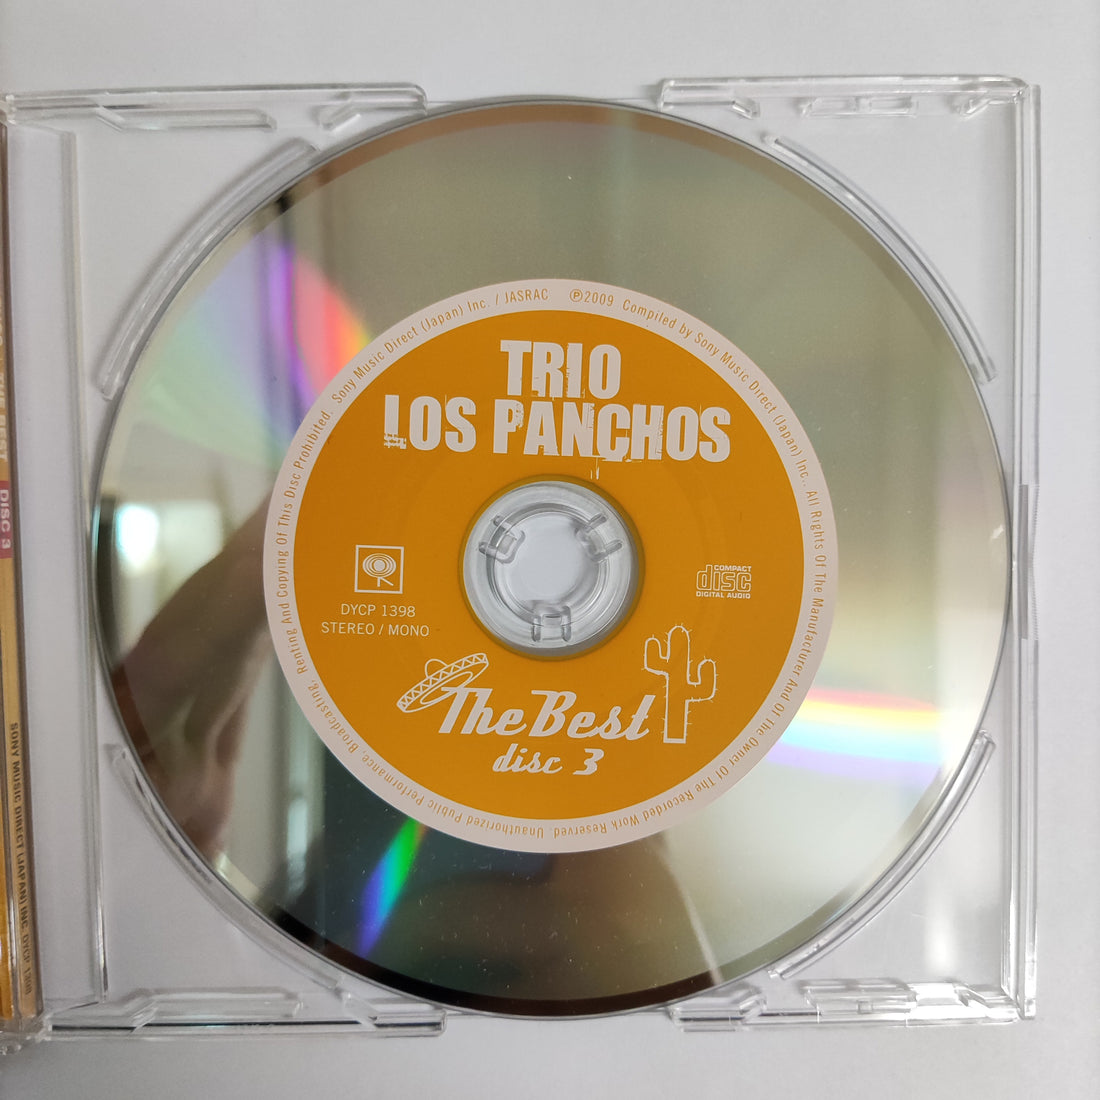 TRIO
LOS PANCHOS
DYCP 1398
STEREO / MONO
COMPACT
disc
DIGITAL AUDIO
The Best
disc 3
℗2009 Compiled by Sony Music Direct (Japan) Inc.. All Rights Of The Manufacturer And Of The Owner Of The Recorded Work Reserved. Unauthorized Public Performance, Broadcasting, Renting And Copying Of This Disc Prohibited. Sony Music Direct (Japan) Inc. / JASRAC
DISC 3
SONY MUSIC DIRECT (JAPAN) INC. DYCP 1398